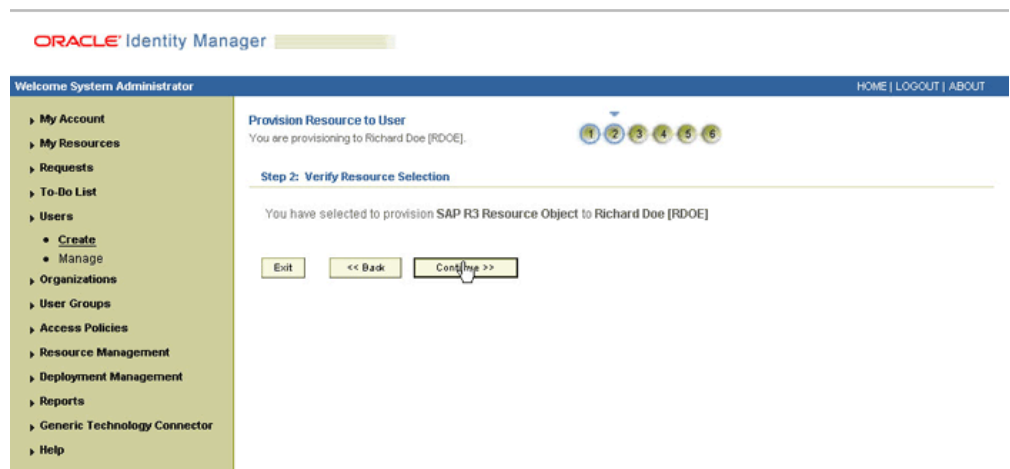 ORACLE Identity Manager
Welcome System Administrator
HOME | LOGOUT | ABOUT
My Account
My Resources
Requests
To-Do List
Users
Create
Manage
Organizations
User Groups
Access Policies
Resource Management
Deployment Management
Reports
Generic Technology Connector
Help
Provision Resource to User
You are provisioning to Richard Doe [RDOE].
1 2 3 4 5 6
Step 2: Verify Resource Selection
You have selected to provision SAP R3 Resource Object to Richard Doe [RDOE]
Exit
<< Back
Continue >>